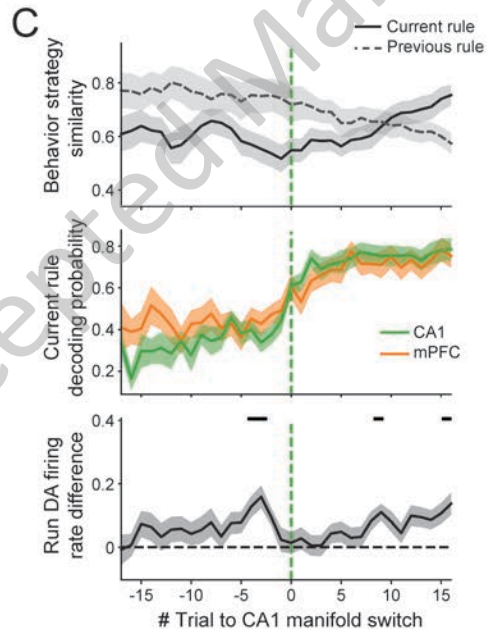 C
Current rule
Previous rule
Behavior strategy
similarity
0.8
0.6
0.4
Current rule
decoding probability
0.8
0.6
0.4
0.2
CA1
mPFC
Run DA firing
rate difference
0.4
0.2
0
-15 -10 -5 0 5 10 15
# Trial to CA1 manifold switch